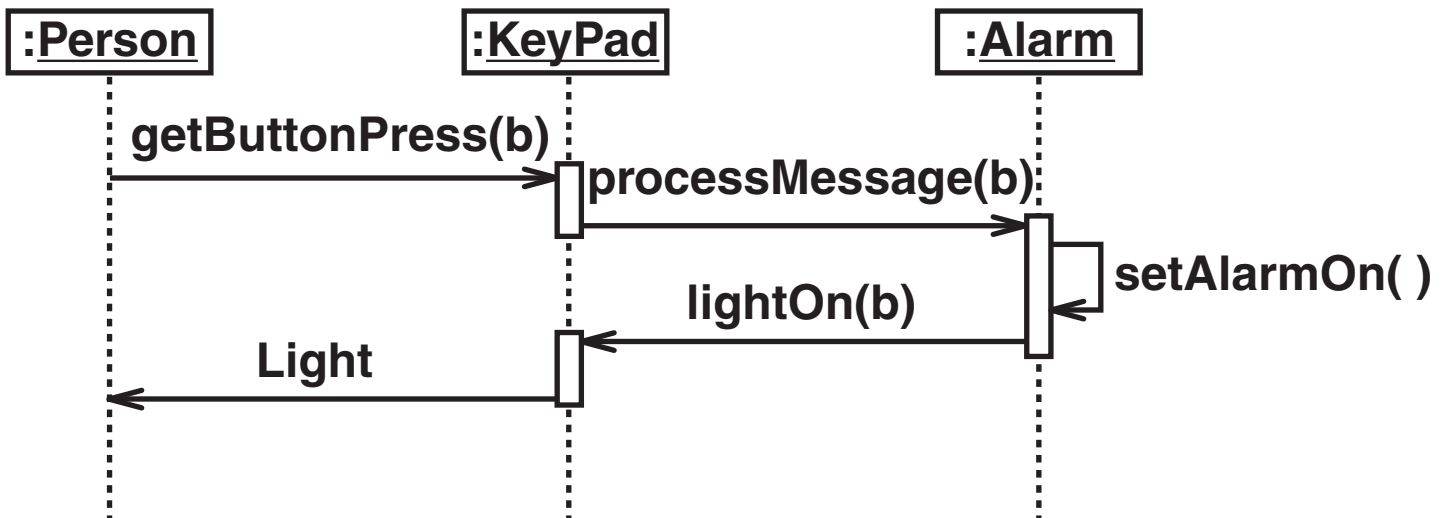 :Person
:KeyPad
:Alarm
getButtonPress(b)
processMessage(b)
setAlarmOn( )
lightOn(b)
Light